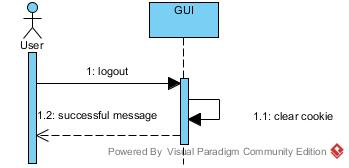 GUI
User
1: logout
1.2: successful message
1.1: clear cookie
Powered By Visual Paradigm Community Edition